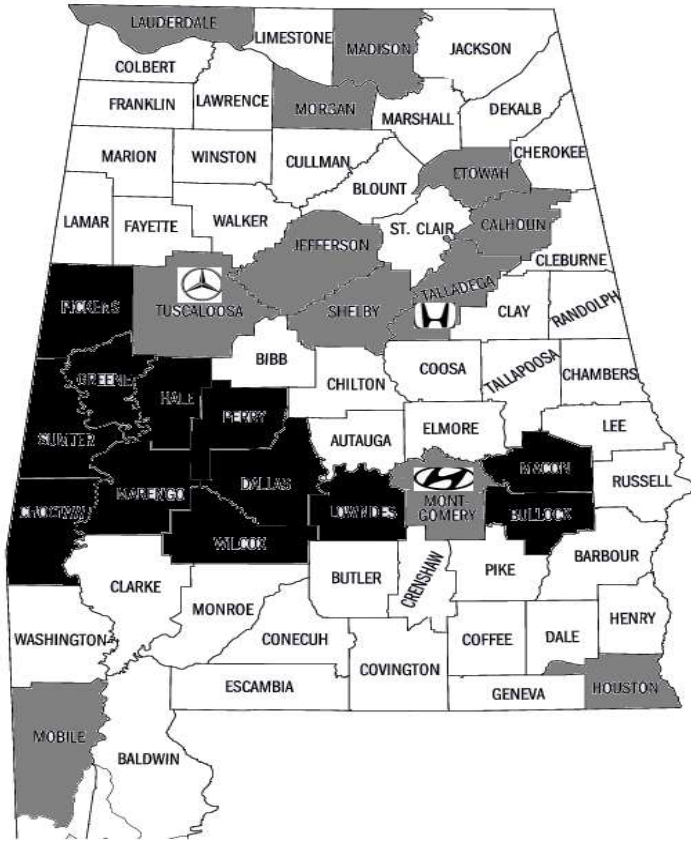 LAUDERDALE
LIMESTONE
MADISON
JACKSON
COLBERT
FRANKLIN
LAWRENCE
MORGAN
MARSHALL
DEKALB
MARION
WINSTON
CULLMAN
BLOUNT
ETOWAH
CHEROKEE
LAMAR
FAYETTE
WALKER
JEFFERSON
ST. CLAIR
CALHOUN
CLEBURNE
PICKENS
TUSCALOOSA
SHELBY
TALLADEGA
CLAY
RANDOLPH
GREENE
HALE
BIBB
PERRY
CHILTON
COOSA
TALLAPOOSA
CHAMBERS
SUMTER
AUTAUGA
ELMORE
LEE
CHOCTAW
MARENGO
DALLAS
LOWNDES
MONT-
GOMERY
MACON
BULLOCK
RUSSELL
WILCOX
CLARKE
MONROE
BUTLER
CRENSHAW
PIKE
BARBOUR
WASHINGTON
CONECUH
COVINGTON
COFFEE
DALE
HENRY
ESCAMBIA
GENEVA
HOUSTON
MOBILE
BALDWIN